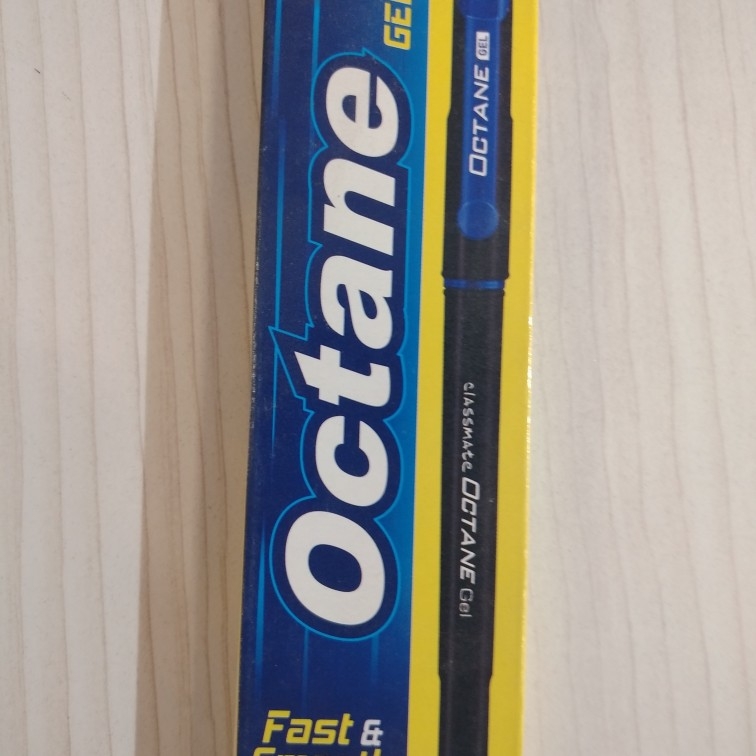 Octane
GEL
Fast &
OCTANE GEL
classmate OCTANE Gel